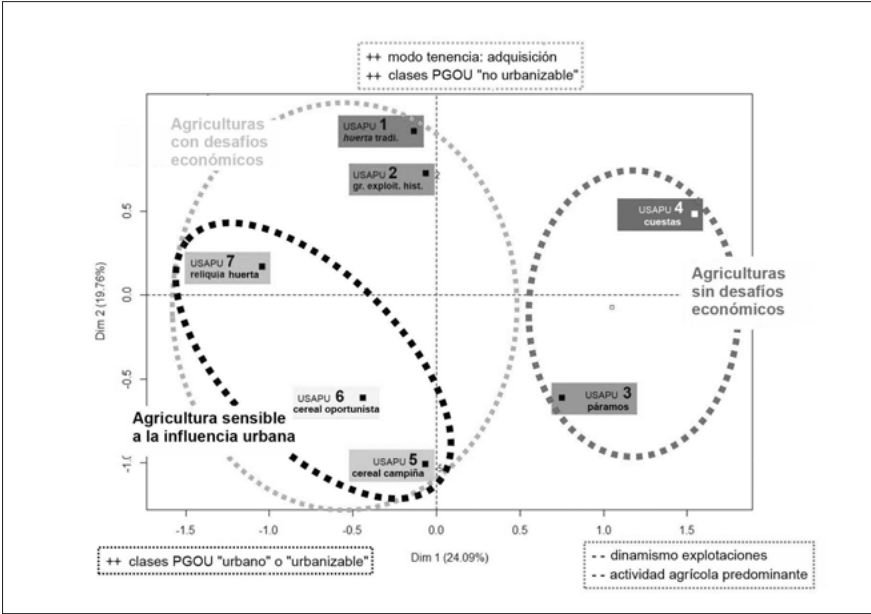 ++ modo tenencia: adquisición
++ clases PGOU "no urbanizable"
Agriculturas
con desafíos
económicos
USAPU 1
huerta tradi.
USAPU 2
gr. exploit. hist.
2
USAPU 4
cuestas
USAPU 7
reliquia huerta
Agriculturas
sin desafíos
económicos
USAPU 6
cereal oportunista
USAPU 3
páramos
Agricultura sensible
a la influencia urbana
USAPU 5
cereal campiña
5
Dim 2 (19.76%)
0.5
0.0
-0.5
-1.0
-1.5
-1.0
-0.5
0.0
0.5
1.0
1.5
Dim 1 (24.09%)
++ clases PGOU "urbano" o "urbanizable"
-- dinamismo explotaciones
-- actividad agrícola predominante